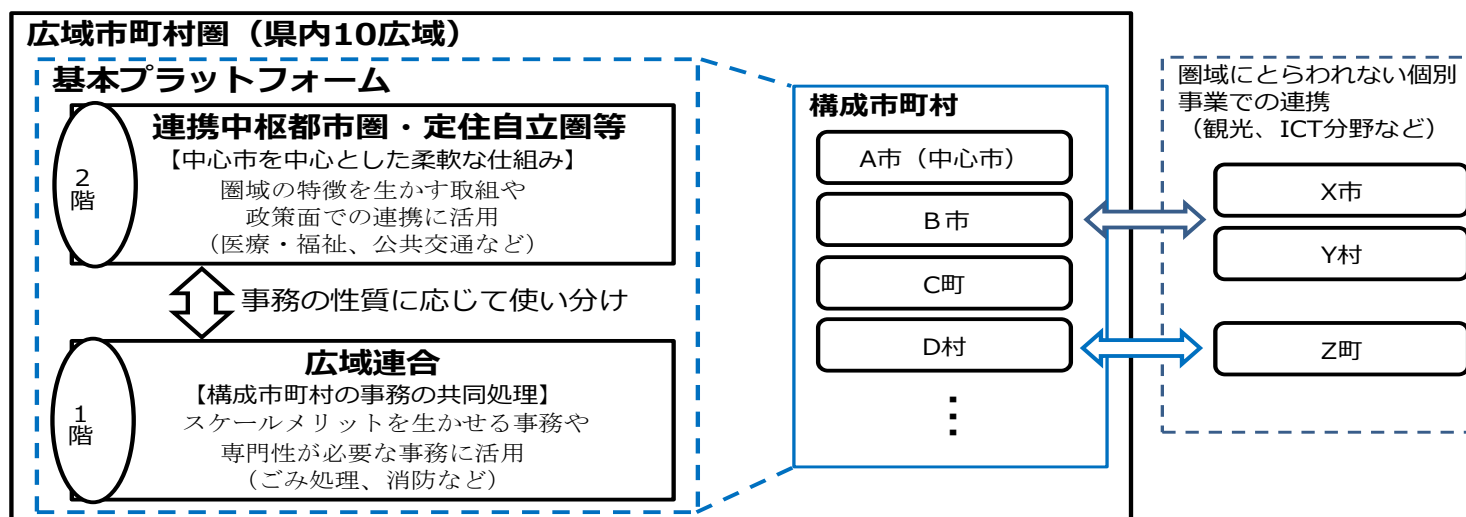 広域市町村圏（県内10広域）
基本プラットフォーム
2
階
連携中枢都市圏・定住自立圏等
【中心市を中心とした柔軟な仕組み】
圏域の特徴を生かす取組や
政策面での連携に活用
（医療・福祉、公共交通など）
事務の性質に応じて使い分け
1
階
広域連合
【構成市町村の事務の共同処理】
スケールメリットを生かせる事務や
専門性が必要な事務に活用
（ごみ処理、消防など）
構成市町村
A市（中心市）
B市
C町
D村
⋮
圏域にとらわれない個別
事業での連携
（観光、ICT分野など）
X市
Y村
Z町